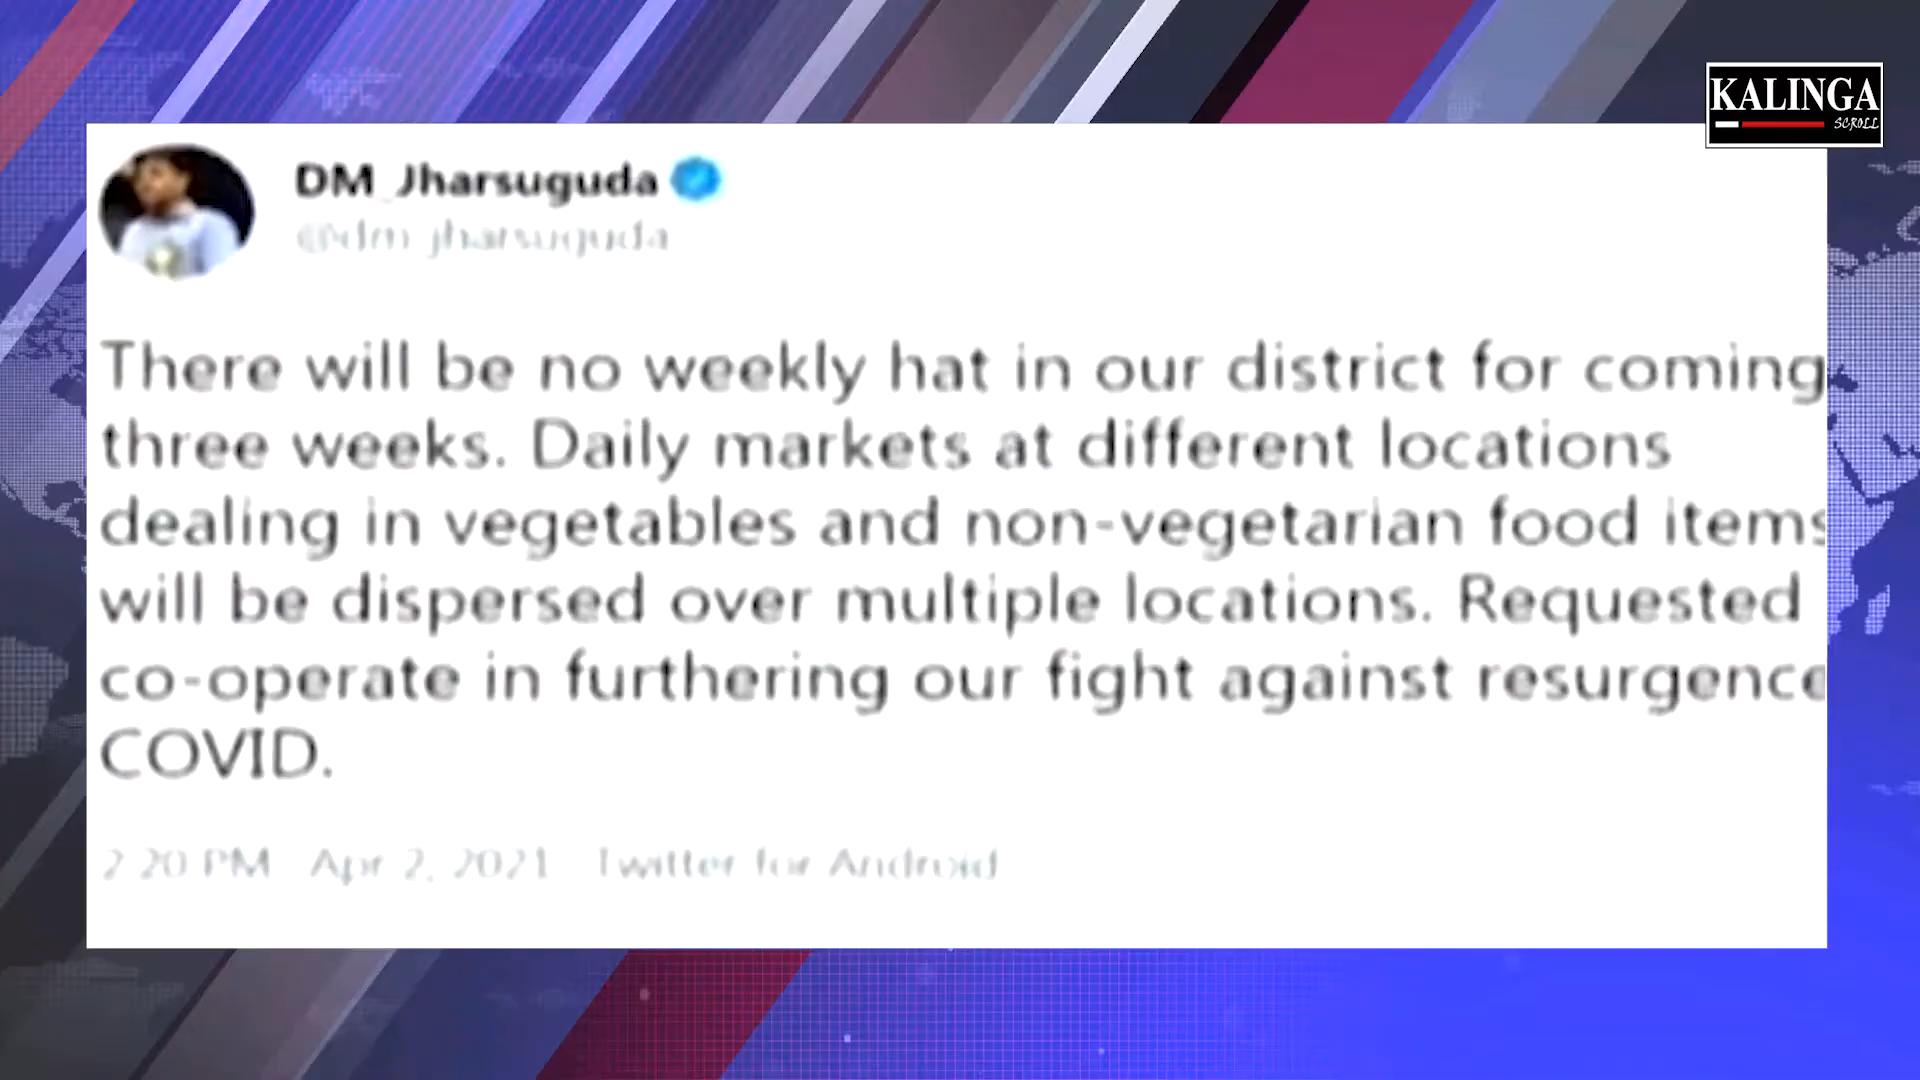 KALINGA
SCROLL
DM_Jharsuguda
@dm_jharsuguda
There will be no weekly hat in our district for coming
three weeks. Daily markets at different locations
dealing in vegetables and non-vegetarian food items
will be dispersed over multiple locations. Requested
co-operate in furthering our fight against resurgence
COVID.
2 20 PM Apr 2, 2021 Twitter for Android